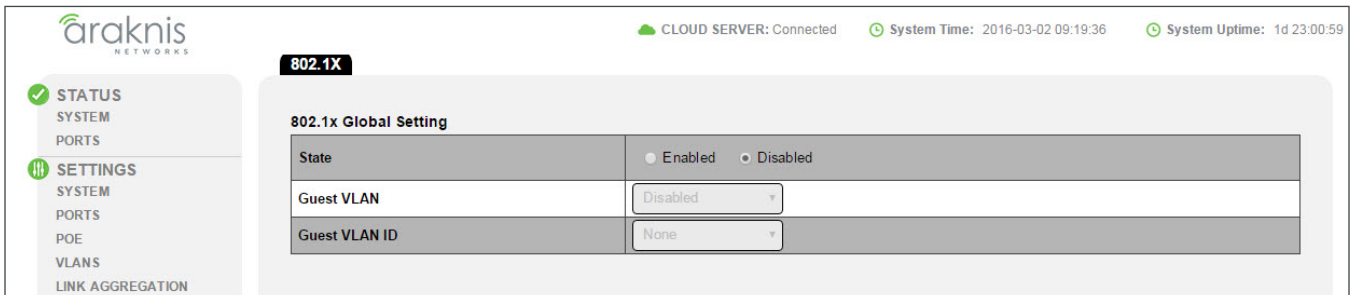 araknis
NETWORKS
CLOUD SERVER: Connected System Time: 2016-03-02 09:19:36 System Uptime: 1d 23:00:59
802.1X
STATUS
SYSTEM
PORTS
SETTINGS
SYSTEM
PORTS
POE
VLANS
LINK AGGREGATION
802.1x Global Setting
State Enabled Disabled
Guest VLAN Disabled
Guest VLAN ID None